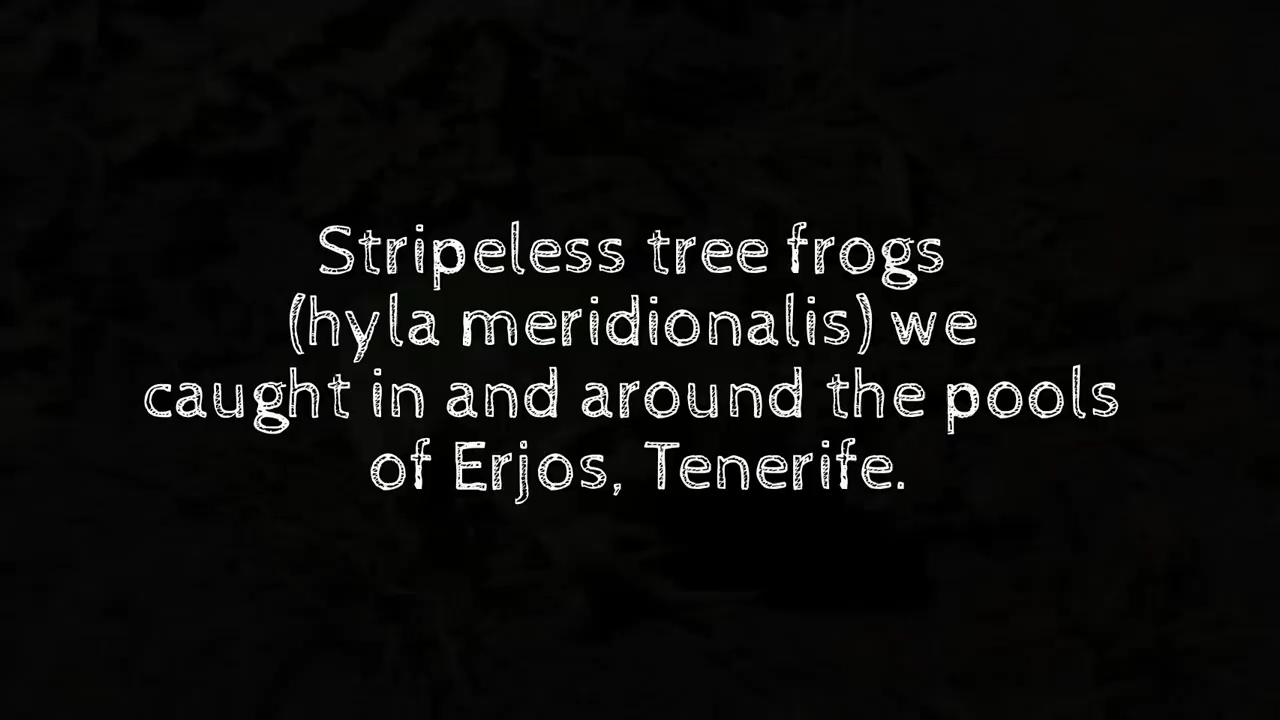 Stripeless tree frogs
(hyla meridionalis) we
caught in and around the pools
of Erjos, Tenerife.